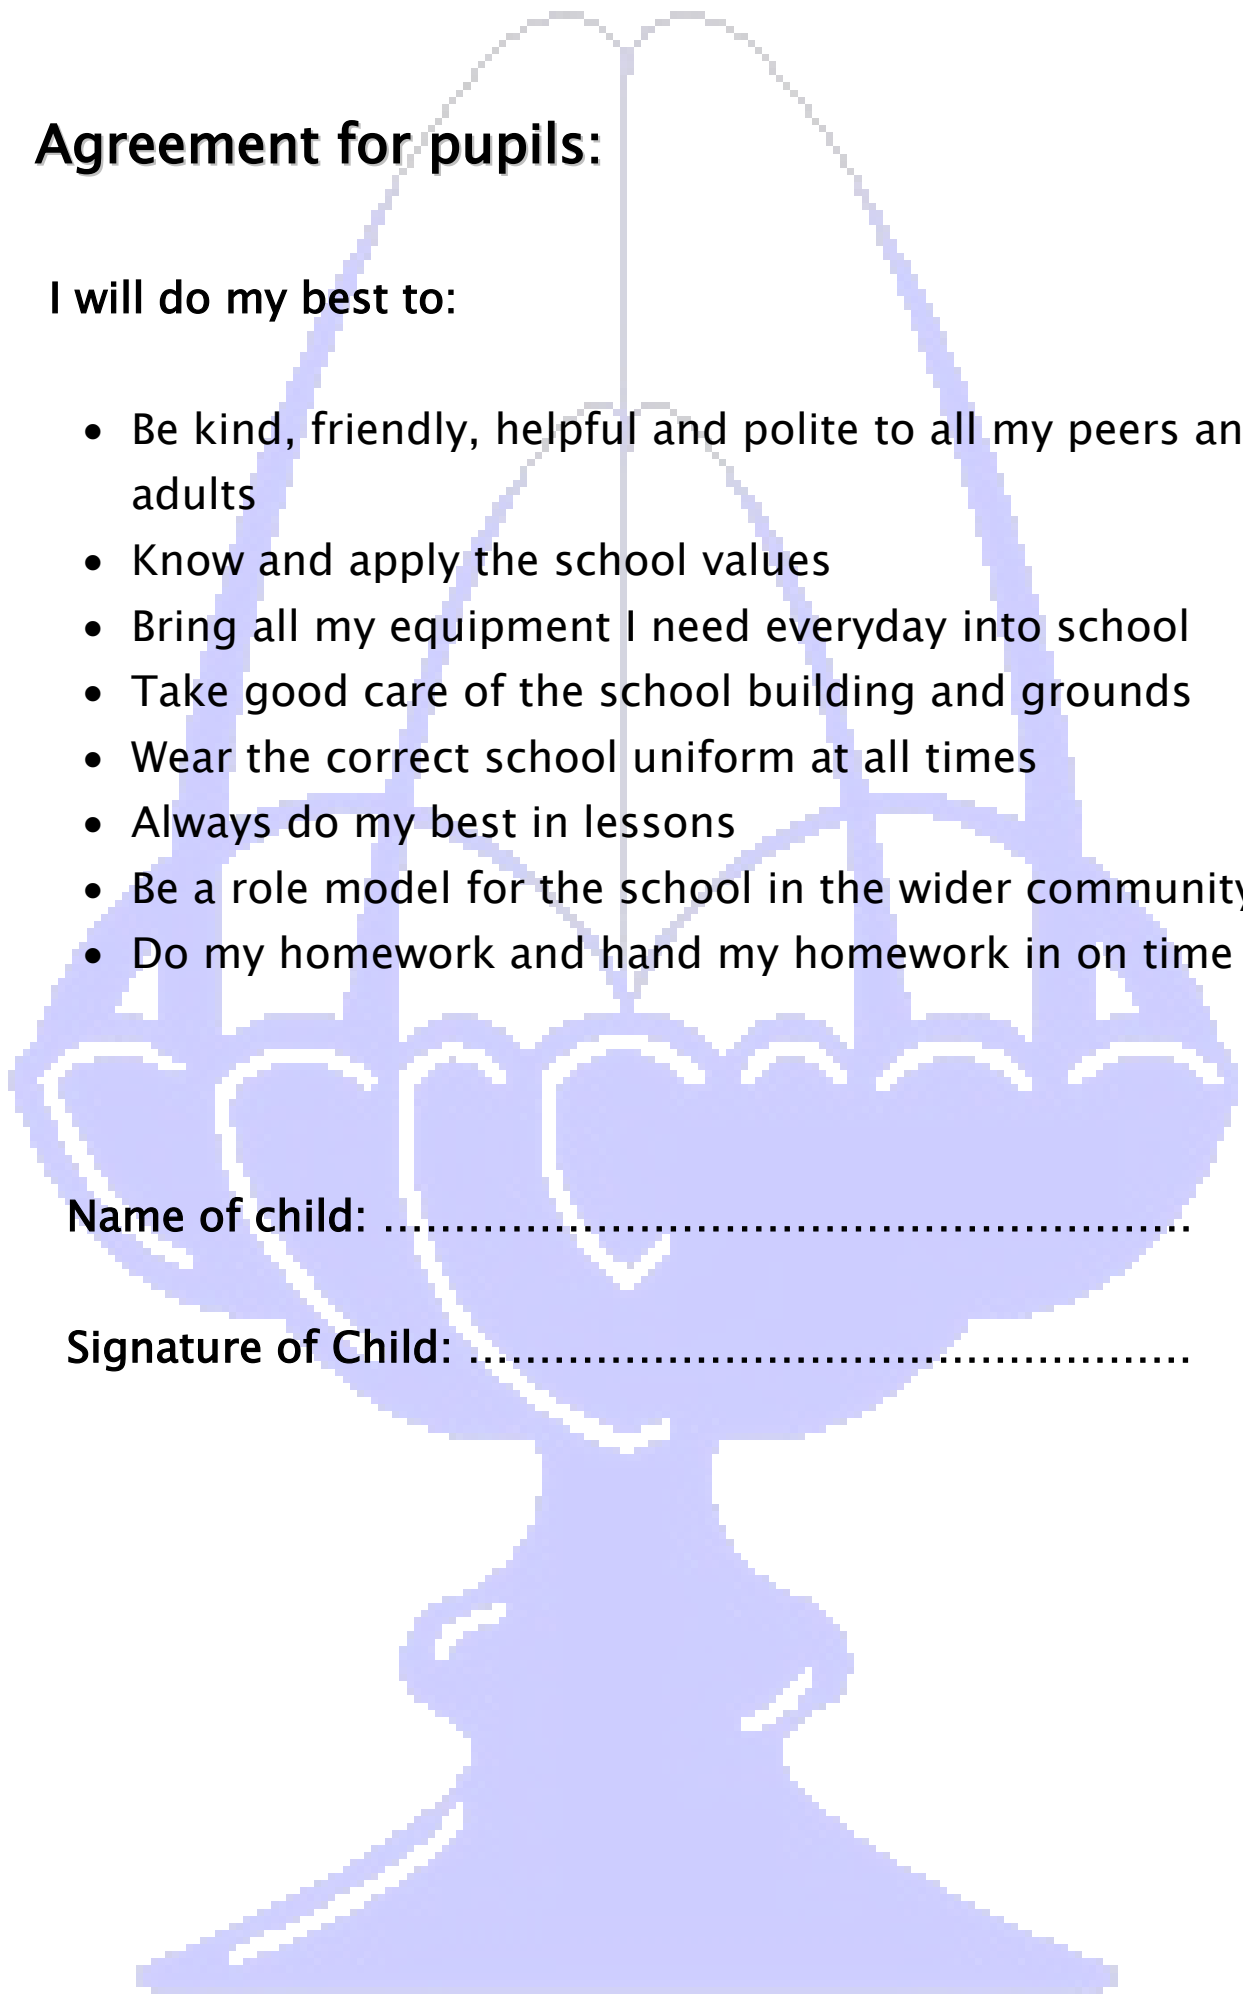 Agreement for pupils:
I will do my best to:
• Be kind, friendly, helpful and polite to all my peers an
adults
• Know and apply the school values
• Bring all my equipment I need everyday into school
• Take good care of the school building and grounds
• Wear the correct school uniform at all times
• Always do my best in lessons
• Be a role model for the school in the wider community
• Do my homework and hand my homework in on time
Name of child: ............................................................
Signature of Child: ......................................................